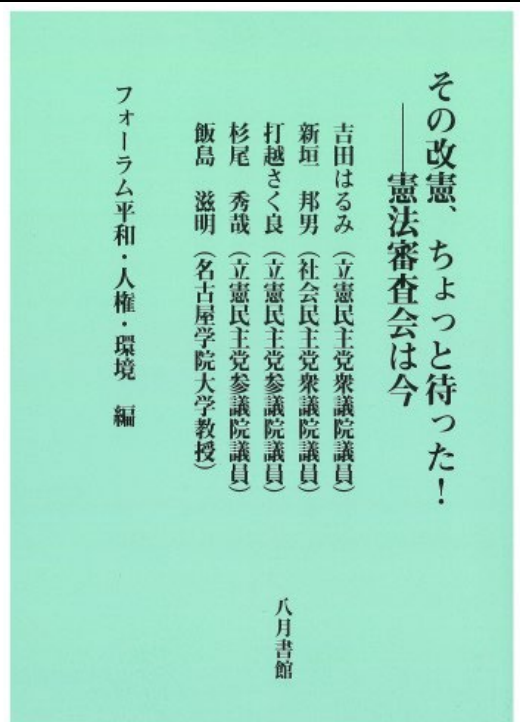 その改憲、ちょっと待った!
――憲法審査会は今
吉田はるみ(立憲民主党衆議院議員)
新垣 邦男(社会民主党衆議院議員)
打越さく良(立憲民主党参議院議員)
杉尾 秀哉(立憲民主党参議院議員)
飯島 滋明(名古屋学院大学教授)
フォーラム平和・人権・環境 編
八月書館